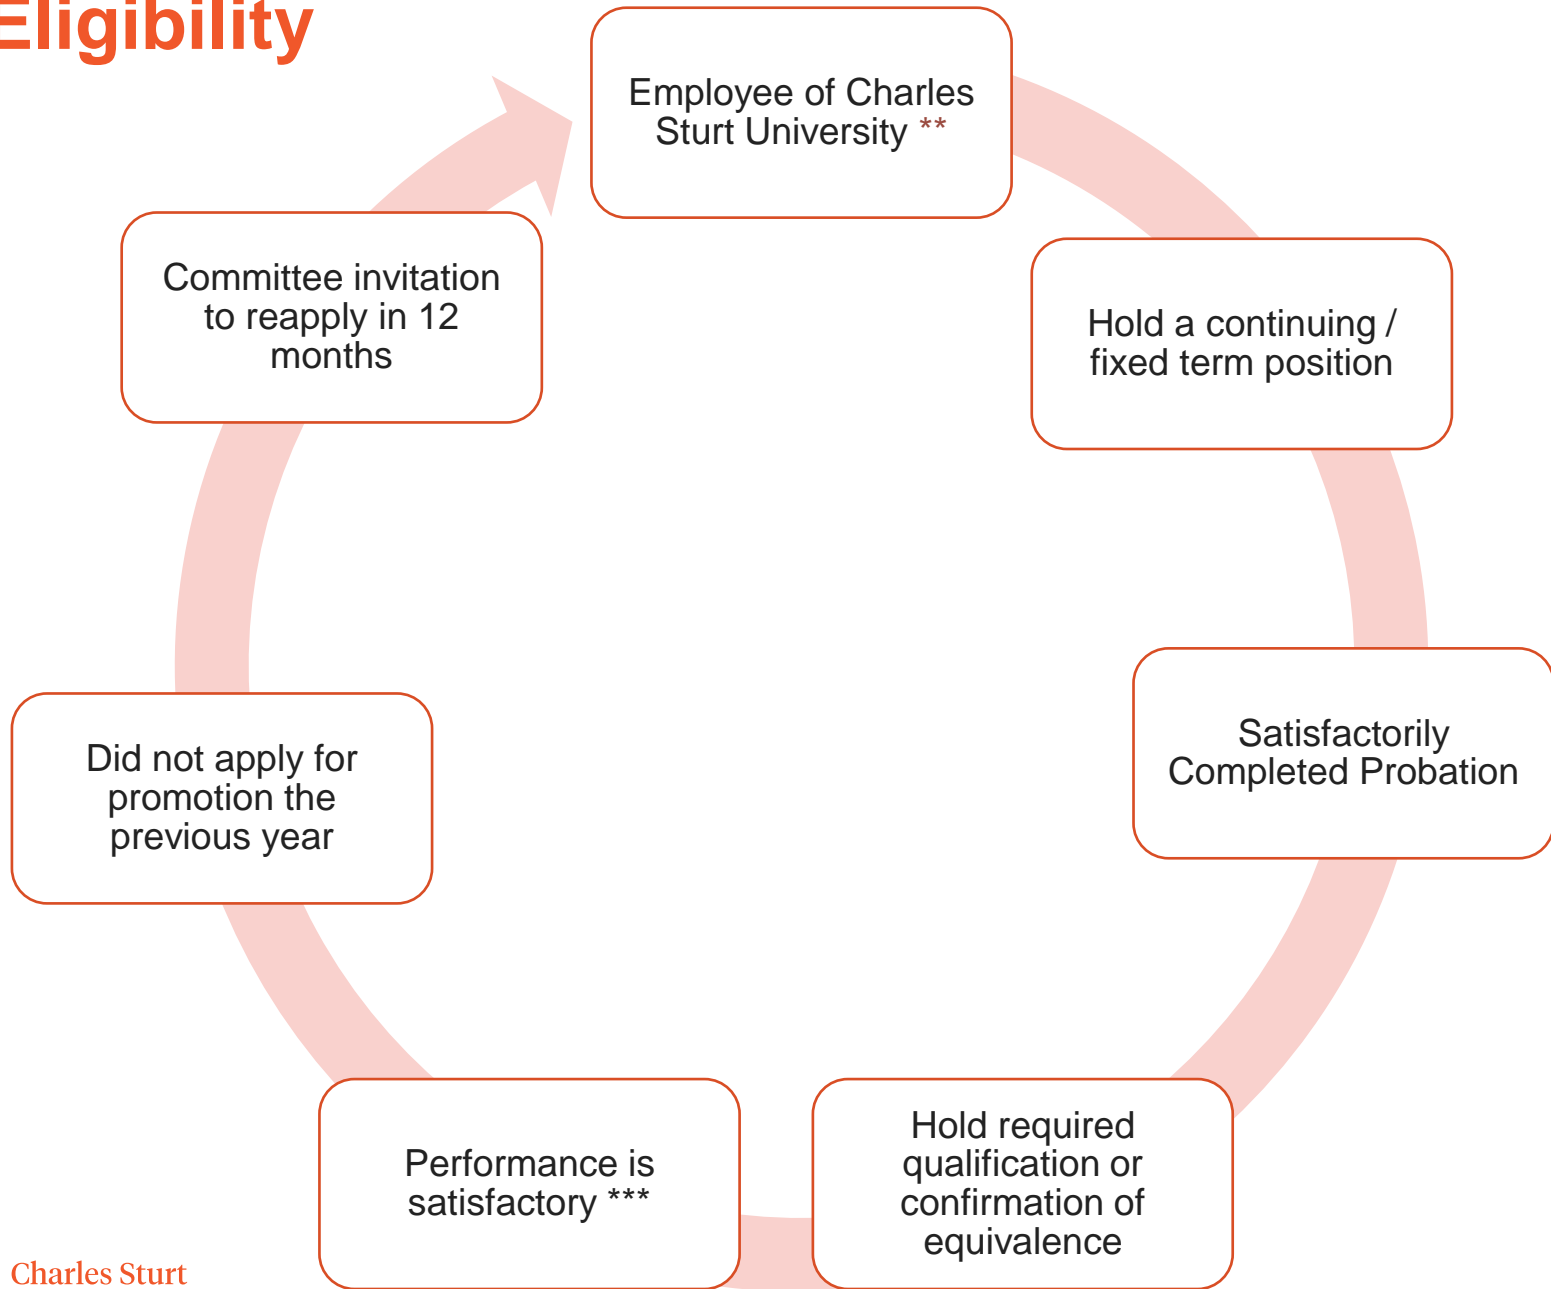 Eligibility
Employee of Charles
Sturt University **
Hold a continuing /
fixed term position
Satisfactorily
Completed Probation
Hold required
qualification or
confirmation of
equivalence
Performance is
satisfactory ***
Did not apply for
promotion the
previous year
Committee invitation
to reapply in 12
months
Charles Sturt